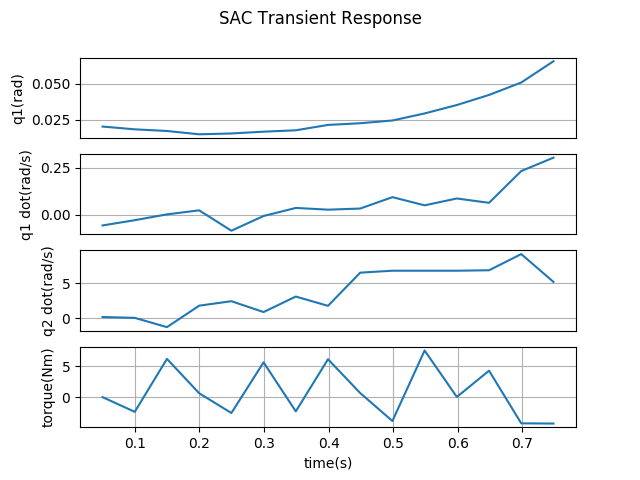 SAC Transient Response
q1(rad)
0.050
0.025
q1 dot(rad/s)
0.25
0.00
q2 dot(rad/s)
5
0
torque(Nm)
5
0
0.1 0.2 0.3 0.4 0.5 0.6 0.7
time(s)